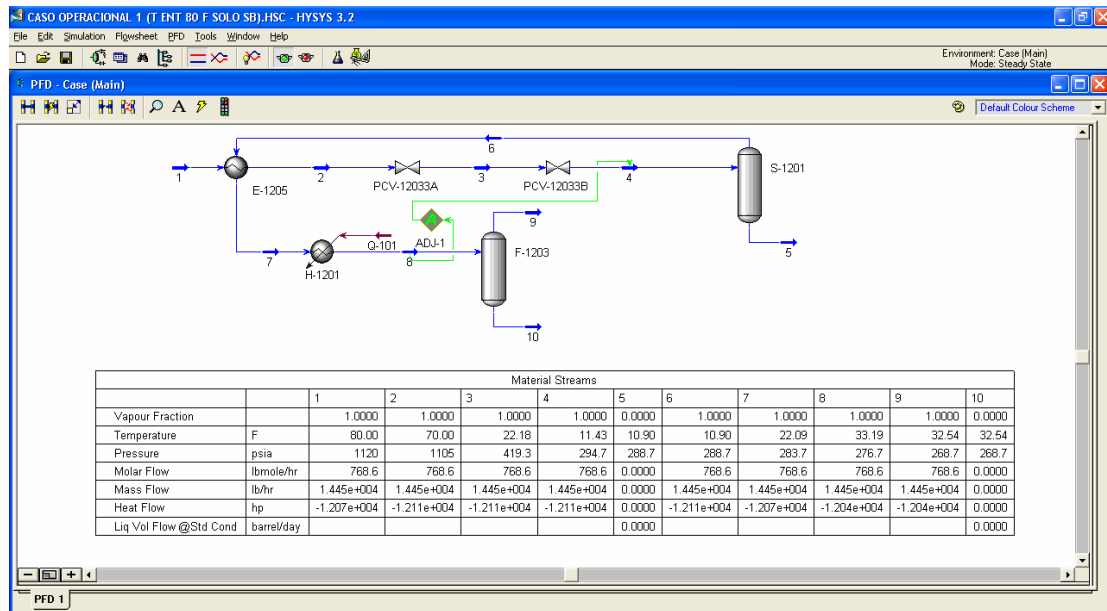 CASO OPERACIONAL 1 (T ENT 80 F SOLO SB).HSC - HYSYS 3.2
File Edit Simulation Flowsheet PFD Tools Window Help
Environment: Case (Main)
Mode: Steady State
PFD - Case (Main)
A
Default Colour Scheme
6
1
E-1205
2
PCV-12033A
3
PCV-12033B
4
S-1201
A
ADJ-1
9
5
7
Q-101
H-1201
8
F-1203
10
Material Streams
1 2 3 4 5 6 7 8 9 10
Vapour Fraction 1.0000 1.0000 1.0000 1.0000 0.0000 1.0000 1.0000 1.0000 1.0000 0.0000
Temperature F 80.00 70.00 22.18 11.43 10.90 10.90 22.09 33.19 32.54 32.54
Pressure psia 1120 1105 419.3 294.7 288.7 288.7 283.7 276.7 268.7 268.7
Molar Flow lbmole/hr 768.6 768.6 768.6 768.6 0.0000 768.6 768.6 768.6 768.6 0.0000
Mass Flow lb/hr 1.445e+004 1.445e+004 1.445e+004 1.445e+004 0.0000 1.445e+004 1.445e+004 1.445e+004 1.445e+004 0.0000
Heat Flow hp -1.207e+004 -1.211e+004 -1.211e+004 -1.211e+004 0.0000 -1.211e+004 -1.207e+004 -1.204e+004 -1.204e+004 0.0000
Liq Vol Flow @Std Cond barrel/day 0.0000 0.0000
PFD 1